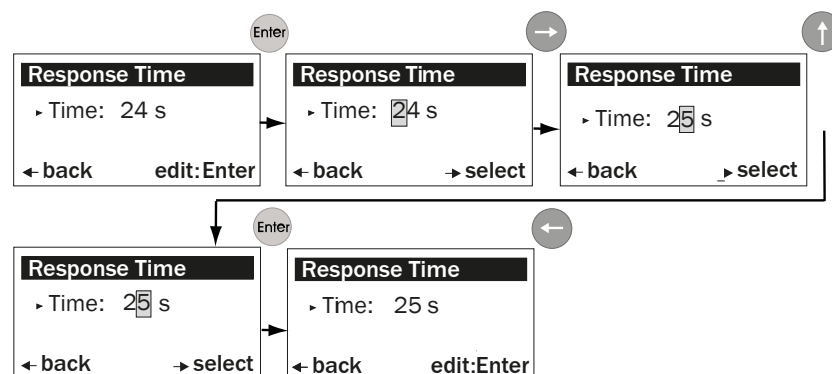 Enter
Response Time
▸ Time: 24 s
← back edit:Enter
Response Time
▸ Time: 24 s
← back → select
Response Time
▸ Time: 25 s
← back → select
Enter
Response Time
▸ Time: 25 s
← back → select
Response Time
▸ Time: 25 s
← back edit:Enter